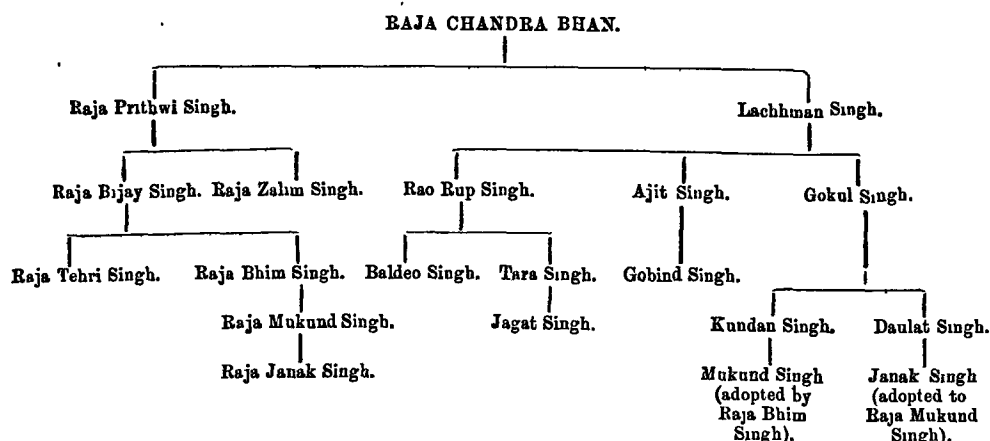 RAJA CHANDRA BHAN.
Raja Prithwi Singh.
Lachhman Singh.
Raja Bijay Singh. Raja Zalim Singh. Rao Rup Singh. Ajit Singh. Gokul Singh.
Raja Tehri Singh. Raja Bhim Singh. Baldeo Singh. Tara Singh. Gobind Singh.
Raja Mukund Singh. Jagat Singh. Kundan Singh. Daulat Singh.
Raja Janak Singh.
Mukund Singh
(adopted by
Raja Bhim
Singh).
Janak Singh
(adopted to
Raja Mukund
Singh).